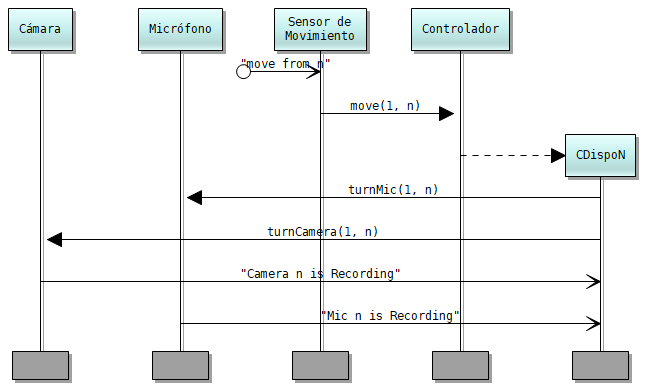 Cámara
Micrófono
Sensor de
Movimiento
Controlador
"move from n"
move(1, n)
CDispoN
turnMic(1, n)
turnCamera(1, n)
"Camera n is Recording"
"Mic n is Recording"